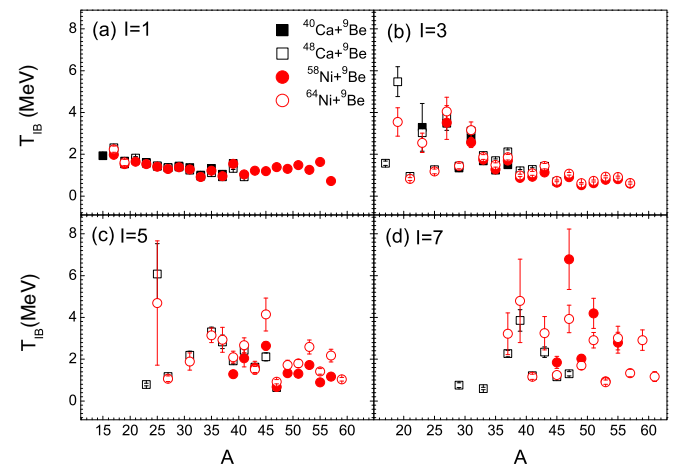 (a) I=1
⁴⁰Ca+⁹Be
⁴⁸Ca+⁹Be
⁵⁸Ni+⁹Be
⁶⁴Ni+⁹Be
(b) I=3
T_IB (MeV)
8
6
4
2
0
(c) I=5
(d) I=7
T_IB (MeV)
8
6
4
2
0
15 20 25 30 35 40 45 50 55 60
20 25 30 35 40 45 50 55 60
A
A